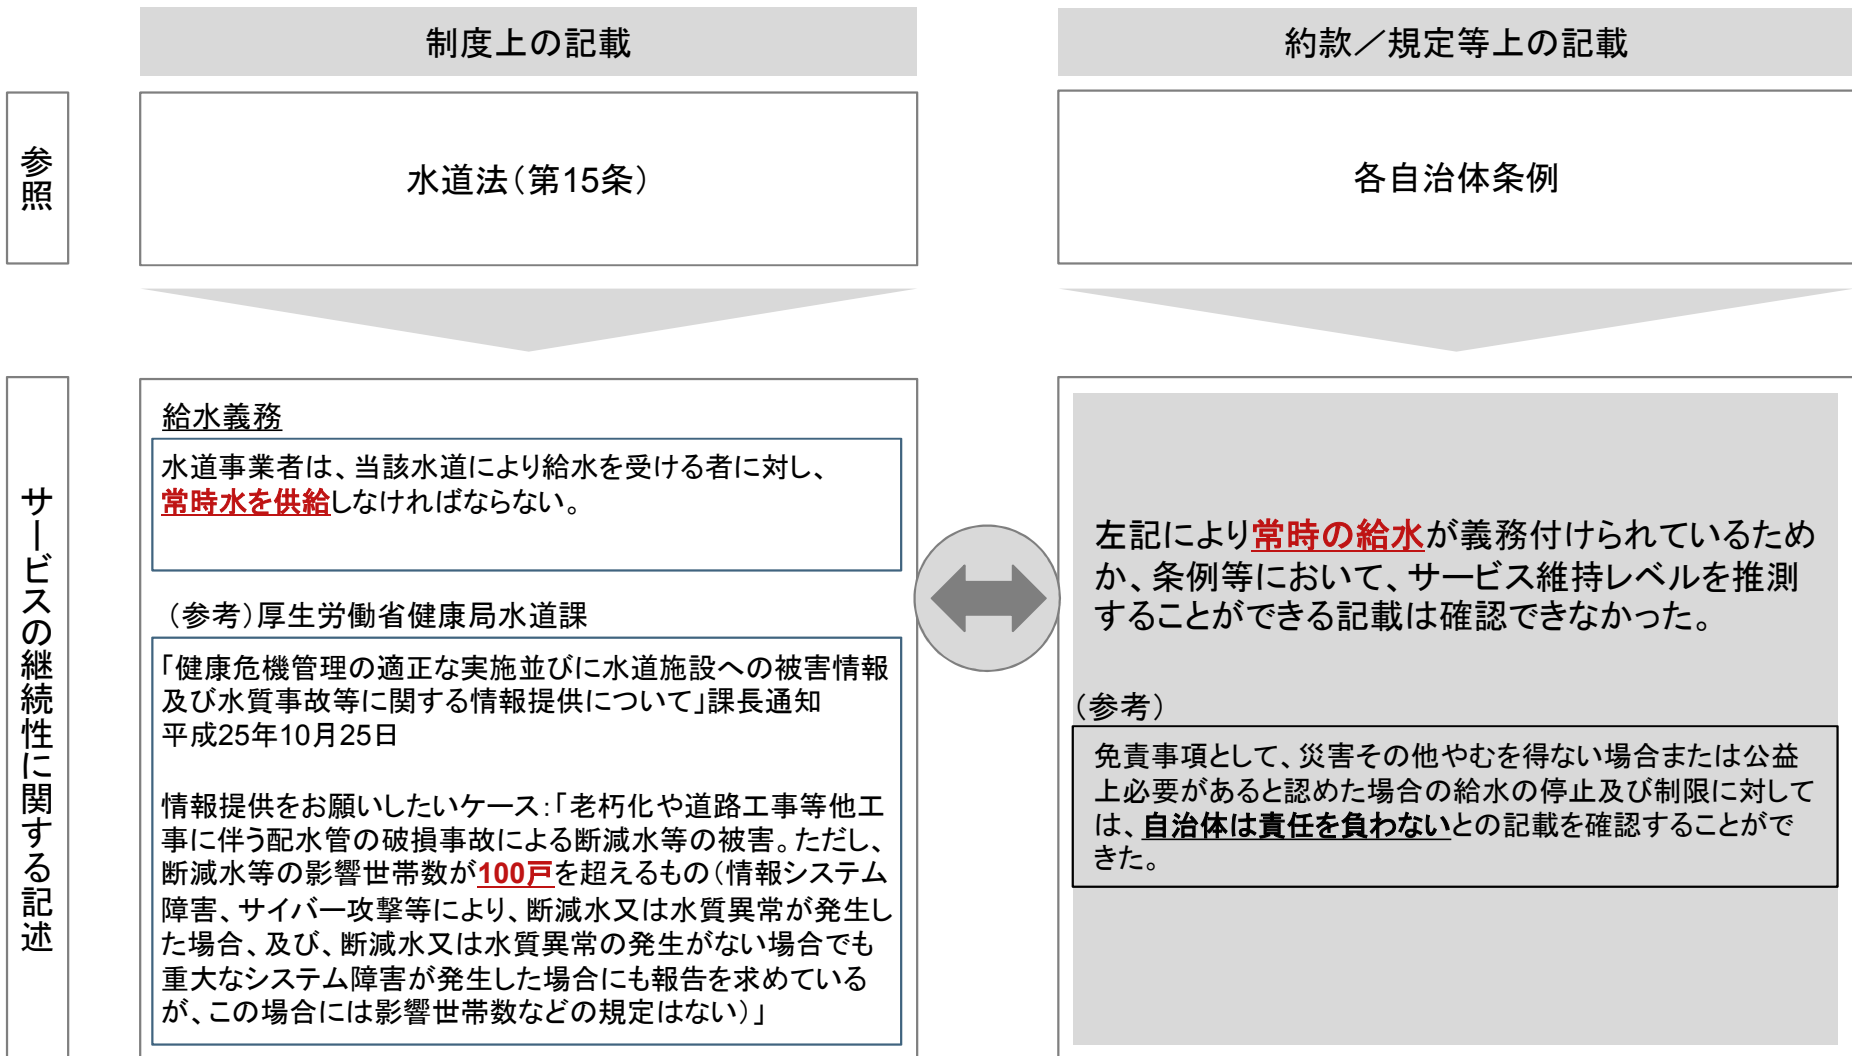 制度上の記載
約款／規定等上の記載
参照
水道法（第15条）
各自治体条例
サービスの継続性に関する記述
給水義務
水道事業者は、当該水道により給水を受ける者に対し、
常時水を供給しなければならない。
（参考）厚生労働省健康局水道課
「健康危機管理の適正な実施並びに水道施設への被害情報
及び水質事故等に関する情報提供について」課長通知
平成25年10月25日
情報提供をお願いしたいケース：「老朽化や道路工事等他工
事に伴う配水管の破損事故による断減水等の被害。ただし、
断減水等の影響世帯数が100戸を超えるもの（情報システム
障害、サイバー攻撃等により、断減水又は水質異常が発生し
た場合、及び、断減水又は水質異常の発生がない場合でも
重大なシステム障害が発生した場合にも報告を求めている
が、この場合には影響世帯数などの規定はない）」
左記により常時の給水が義務付けられているため
か、条例等において、サービス維持レベルを推測
することができる記載は確認できなかった。
（参考）
免責事項として、災害その他やむを得ない場合または公益
上必要があると認めた場合の給水の停止及び制限に対して
は、自治体は責任を負わないとの記載を確認することがで
きた。